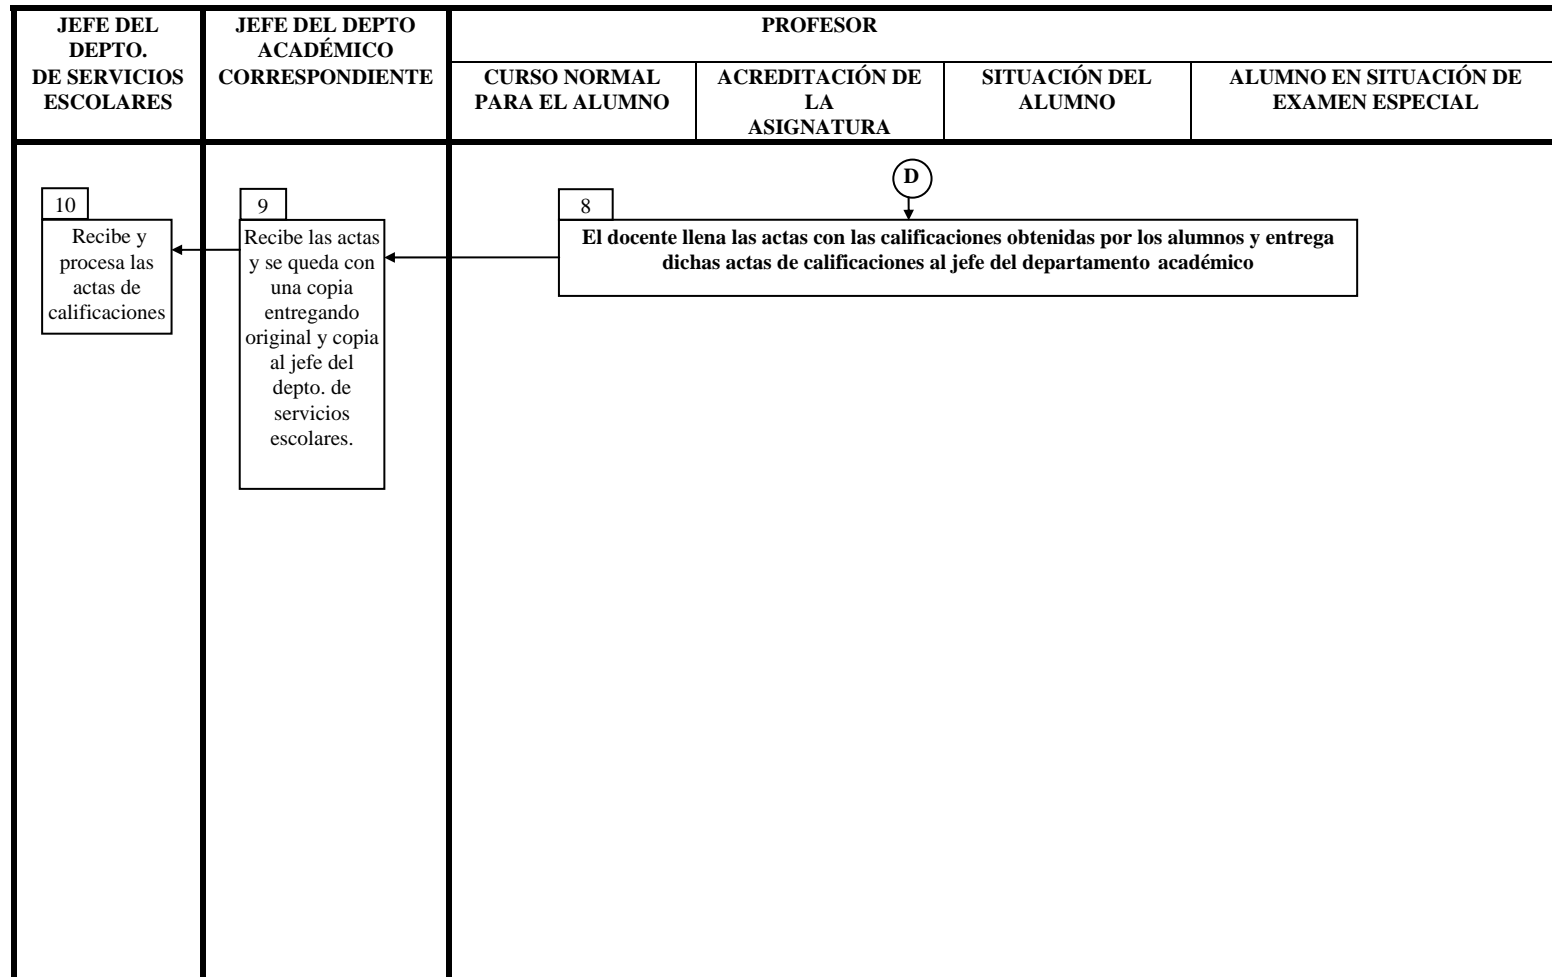 JEFE DEL
DEPTO.
DE SERVICIOS
ESCOLARES
JEFE DEL DEPTO
ACADÉMICO
CORRESPONDIENTE
PROFESOR
CURSO NORMAL
PARA EL ALUMNO
ACREDITACIÓN DE
LA
ASIGNATURA
SITUACIÓN DEL
ALUMNO
ALUMNO EN SITUACIÓN DE
EXAMEN ESPECIAL
10
Recibe y
procesa las
actas de
calificaciones
9
Recibe las actas
y se queda con
una copia
entregando
original y copia
al jefe del
depto. de
servicios
escolares.
D
8
El docente llena las actas con las calificaciones obtenidas por los alumnos y entrega
dichas actas de calificaciones al jefe del departamento académico